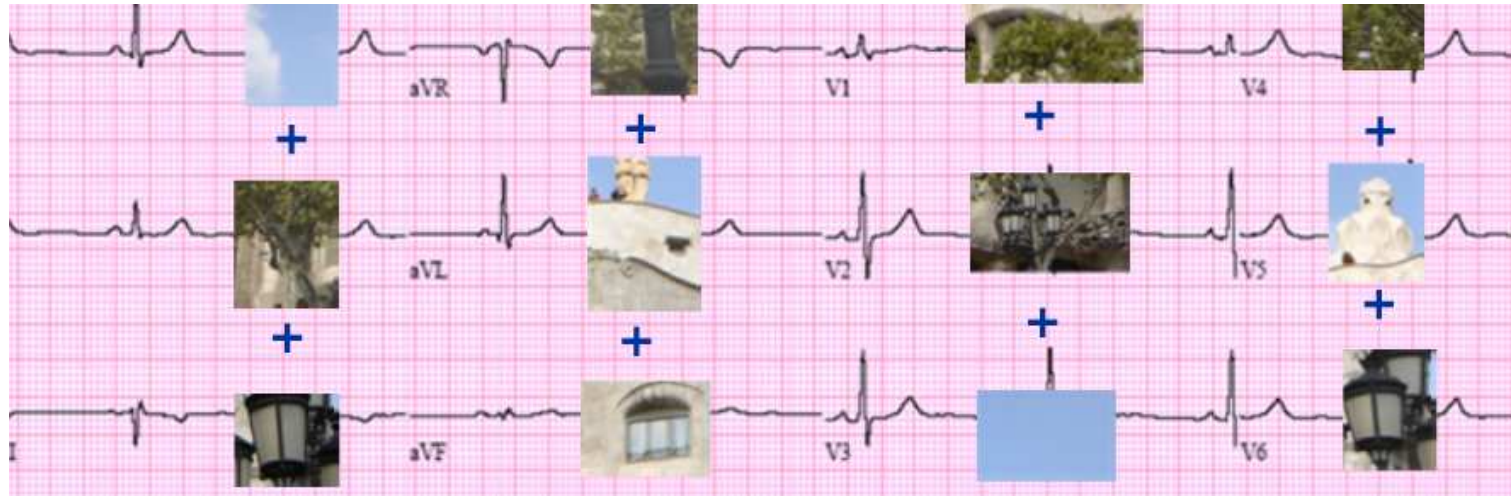 aVR V1 V4
+ + + +
aVL V2 V5
+ + + +
I aVF V3 V6